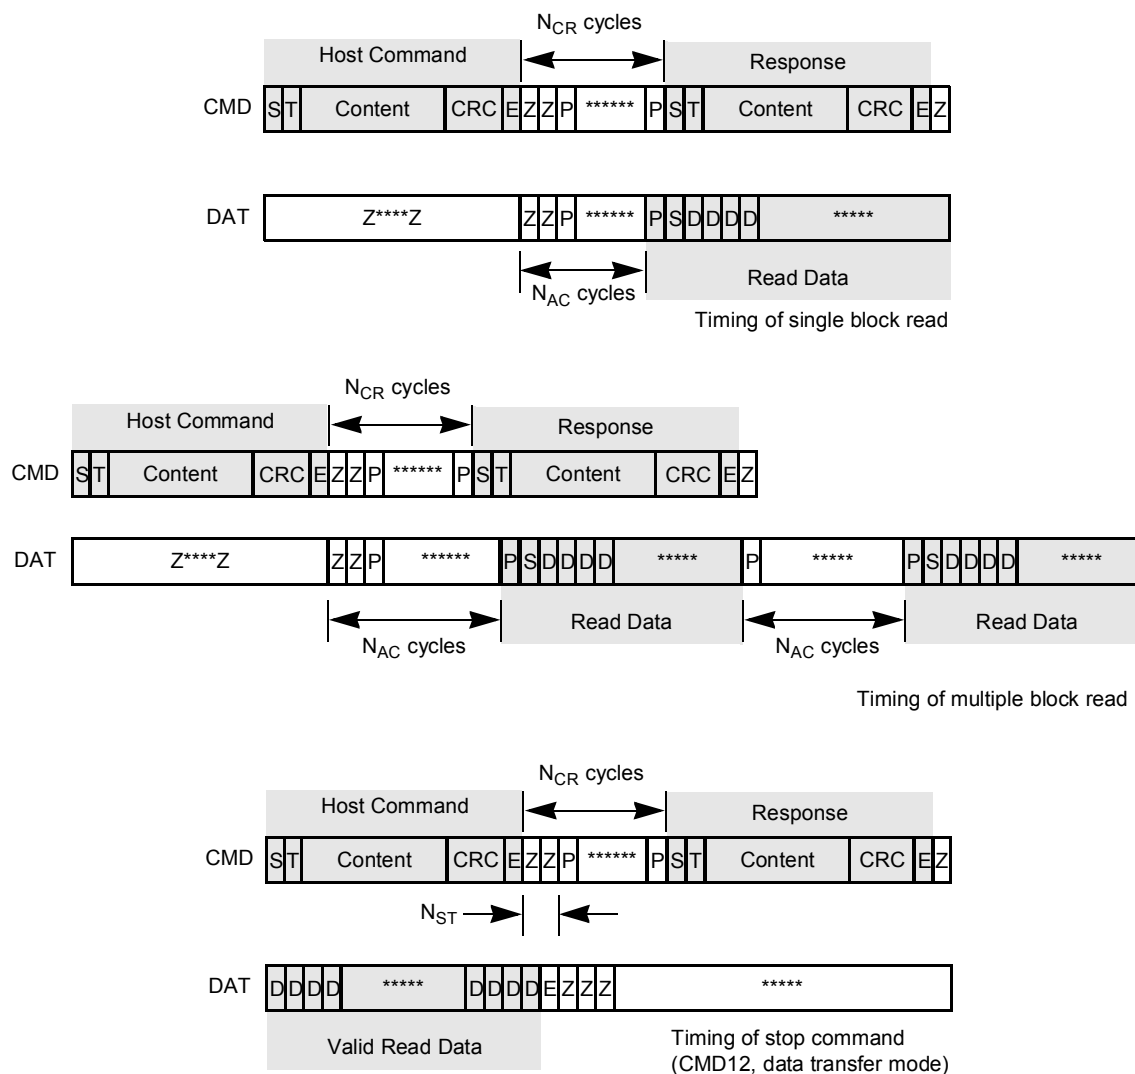 N_CR cycles
Host Command Response
CMD S T Content CRC E Z Z P ****** P S T Content CRC E Z
DAT Z****Z Z Z P ****** P S D D D D *****
N_AC cycles Read Data
Timing of single block read
N_CR cycles
Host Command Response
CMD S T Content CRC E Z Z P ****** P S T Content CRC E Z
DAT Z****Z Z Z P ****** P S D D D D ***** P ***** P S D D D D *****
N_AC cycles Read Data N_AC cycles Read Data
Timing of multiple block read
N_CR cycles
Host Command Response
CMD S T Content CRC E Z Z P ****** P S T Content CRC E Z
N_ST
DAT D D D D ***** D D D D E Z Z Z *****
Valid Read Data
Timing of stop command
(CMD12, data transfer mode)